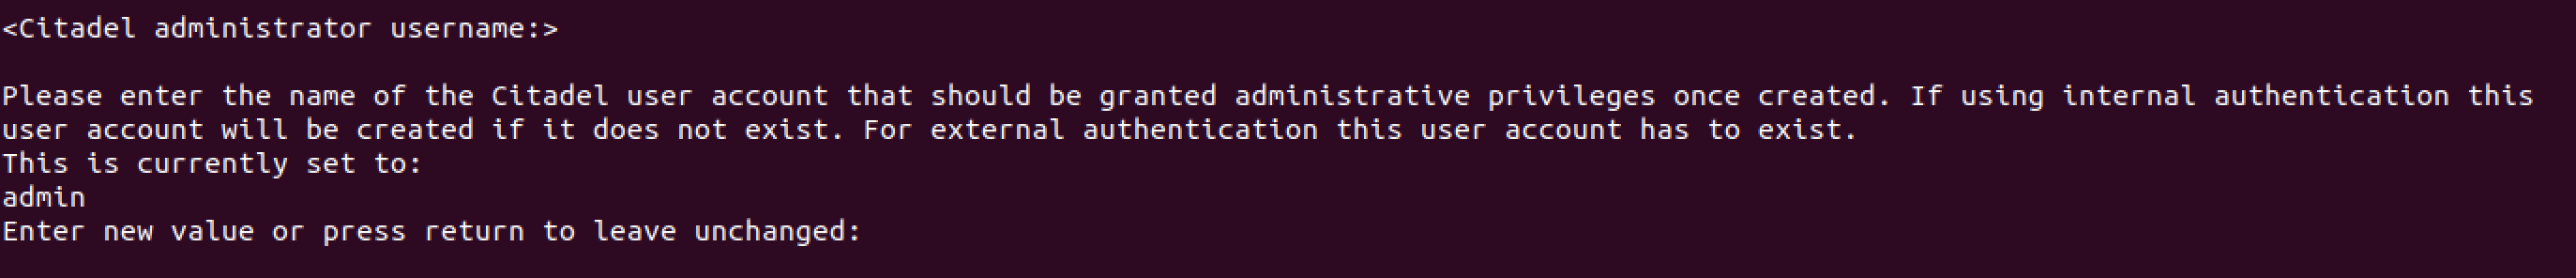 <Citadel administrator username:>
Please enter the name of the Citadel user account that should be granted administrative privileges once created. If using internal authentication this
user account will be created if it does not exist. For external authentication this user account has to exist.
This is currently set to:
admin
Enter new value or press return to leave unchanged: